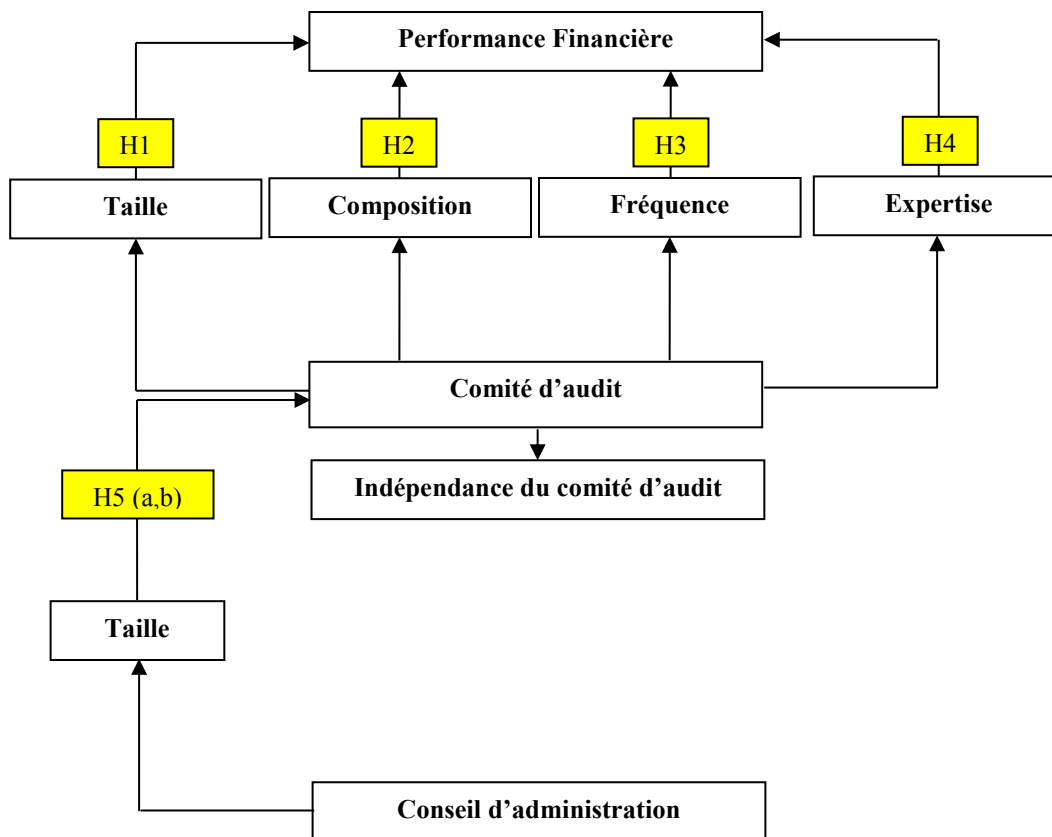 Performance Financière
H1
H2
H3
H4
Taille
Composition
Fréquence
Expertise
Comité d’audit
Indépendance du comité d’audit
H5 (a,b)
Taille
Conseil d’administration